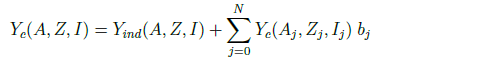 Y_c(A, Z, I) = Y_{ind}(A, Z, I) + \sum_{j=0}^{N} Y_c(A_j, Z_j, I_j) b_j